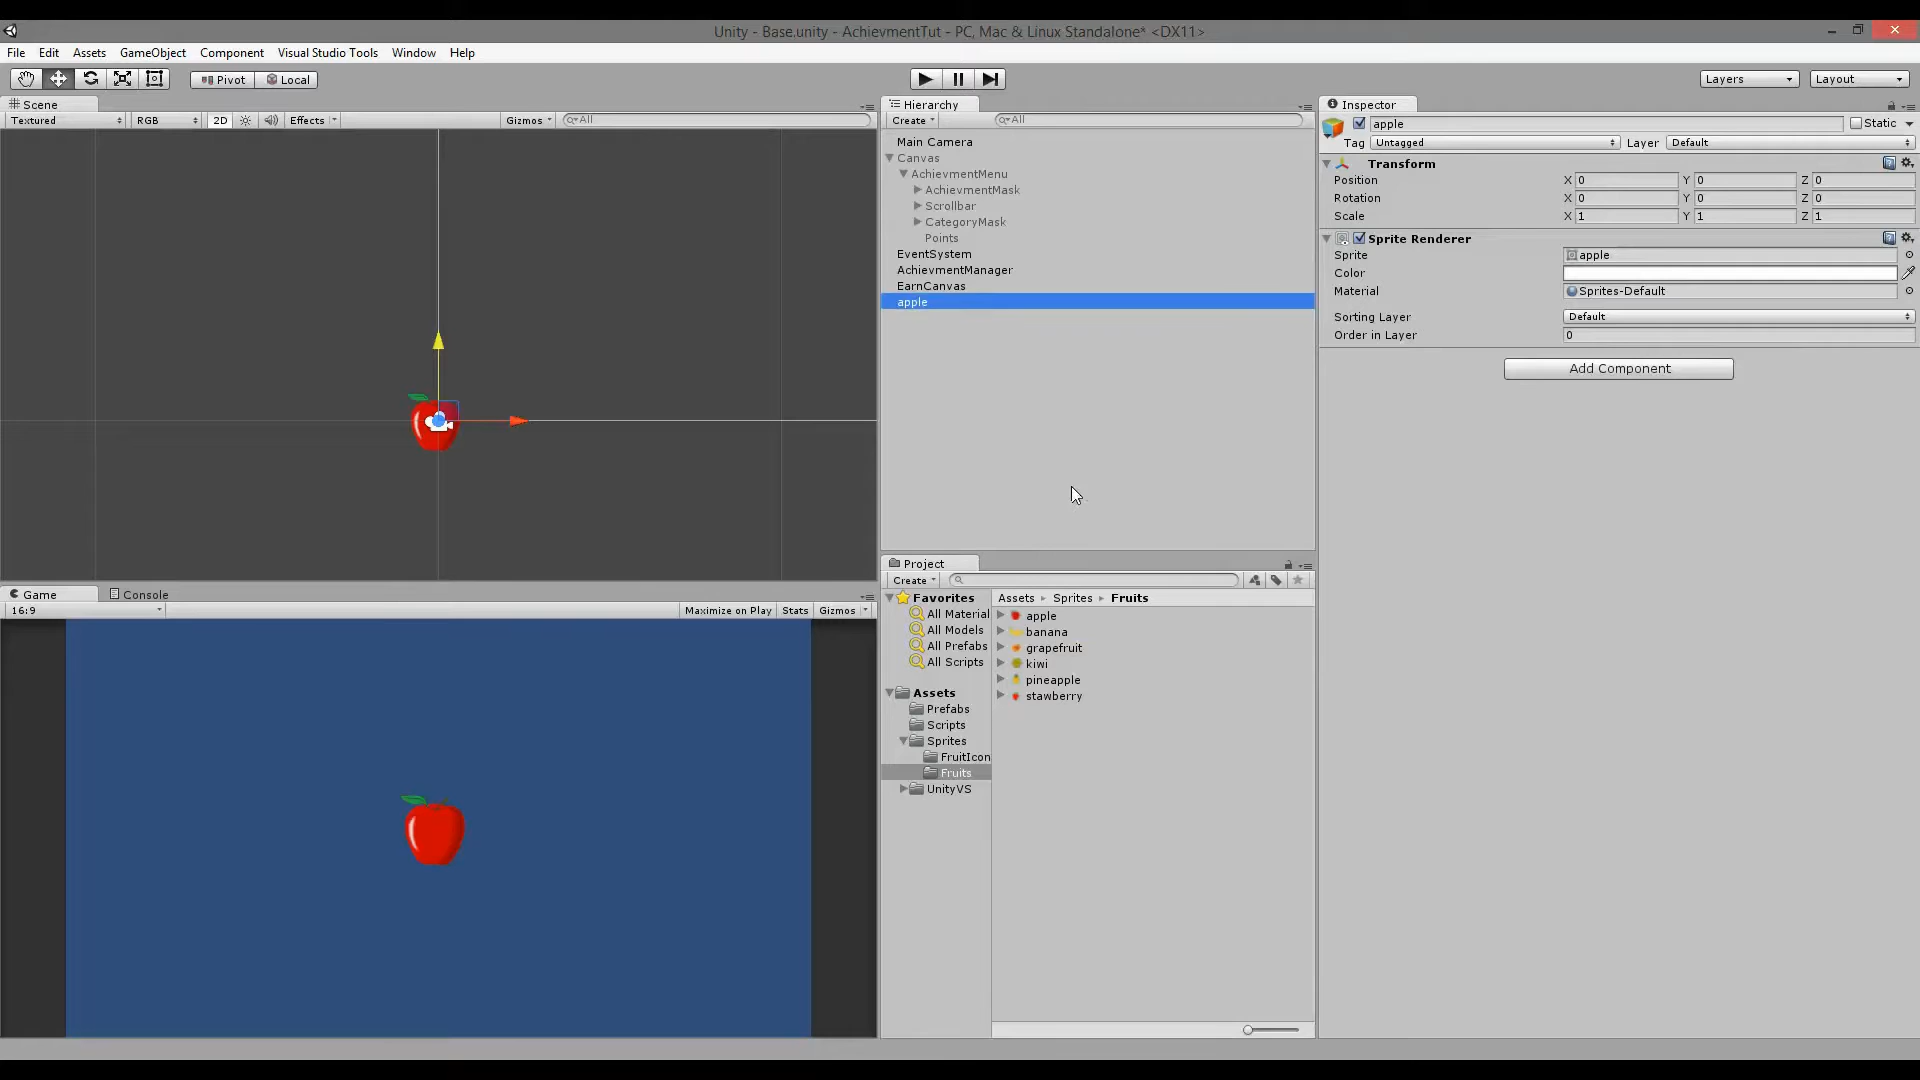 Unity - Base.unity - AchievmentTut - PC, Mac & Linux Standalone* <DX11>
File Edit Assets GameObject Component Visual Studio Tools Window Help
Pivot Local
Layers Layout
Scene
Textured RGB 2D Effects Gizmos All
Hierarchy
Create All
Main Camera
Canvas
AchievmentMenu
AchievmentMask
Scrollbar
CategoryMask
Points
EventSystem
AchievmentManager
EarnCanvas
apple
Inspector
apple Static
Tag Untagged Layer Default
Transform
Position X 0 Y 0 Z 0
Rotation X 0 Y 0 Z 0
Scale X 1 Y 1 Z 1
Sprite Renderer
Sprite apple
Color
Material Sprites-Default
Sorting Layer Default
Order in Layer 0
Add Component
Game Console
16:9 Maximize on Play Stats Gizmos
Project
Create
Favorites
All Material
All Models
All Prefabs
All Scripts
Assets
Prefabs
Scripts
Sprites
FruitIcon
Fruits
UnityVS
Assets Sprites Fruits
apple
banana
grapefruit
kiwi
pineapple
stawberry